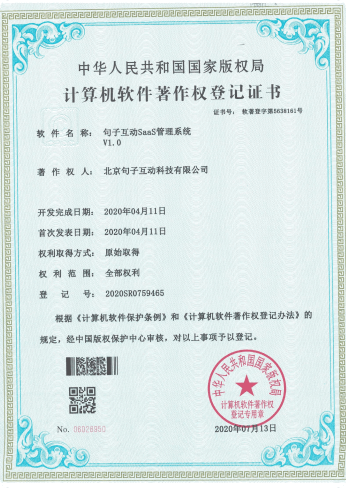 中华人民共和国国家版权局
计算机软件著作权登记证书
证书号： 软著登字第5638161号
软件名称： 句子互动SaaS管理系统
V1.0
著作权人： 北京句子互动科技有限公司
开发完成日期： 2020年04月11日
首次发表日期： 2020年04月11日
权利取得方式： 原始取得
权利范围： 全部权利
登记号： 2020SR0759465
根据《计算机软件保护条例》和《计算机软件著作权登记办法》的
规定，经中国版权保护中心审核，对以上事项予以登记。
中华人民共和国国家版权局
计算机软件著作权
登记专用章
No.
2020年07月13日